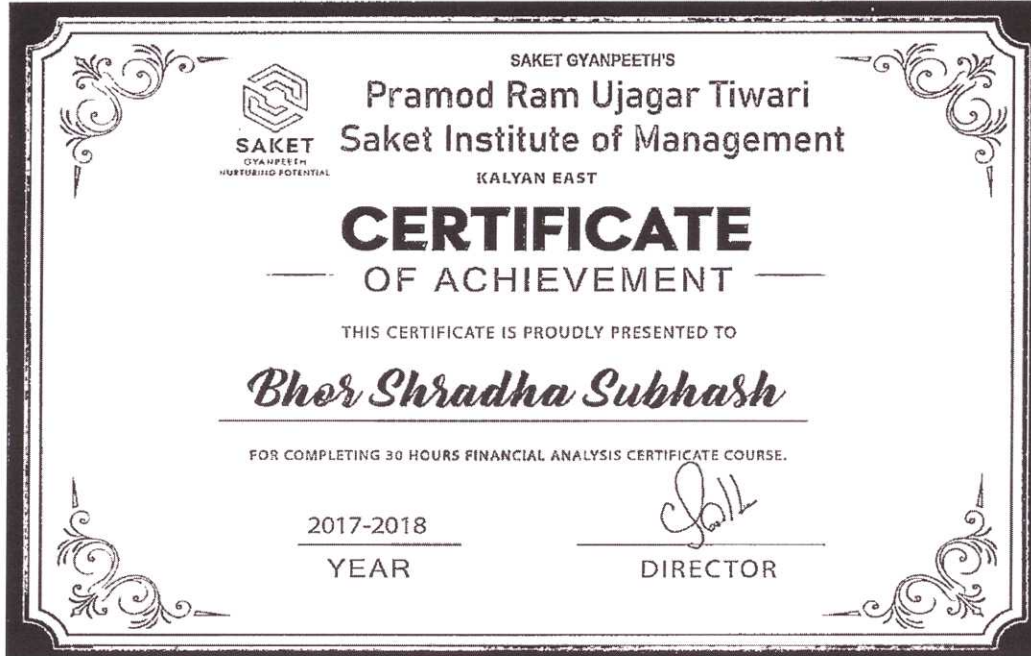 SAKET GYANPEETH'S
Pramod Ram Ujagar Tiwari
Saket Institute of Management
KALYAN EAST
SAKET
GYANPEETH
NURTURING POTENTIAL
CERTIFICATE
OF ACHIEVEMENT
THIS CERTIFICATE IS PROUDLY PRESENTED TO
Bhor Shradha Subhash
FOR COMPLETING 30 HOURS FINANCIAL ANALYSIS CERTIFICATE COURSE.
2017-2018
YEAR
DIRECTOR